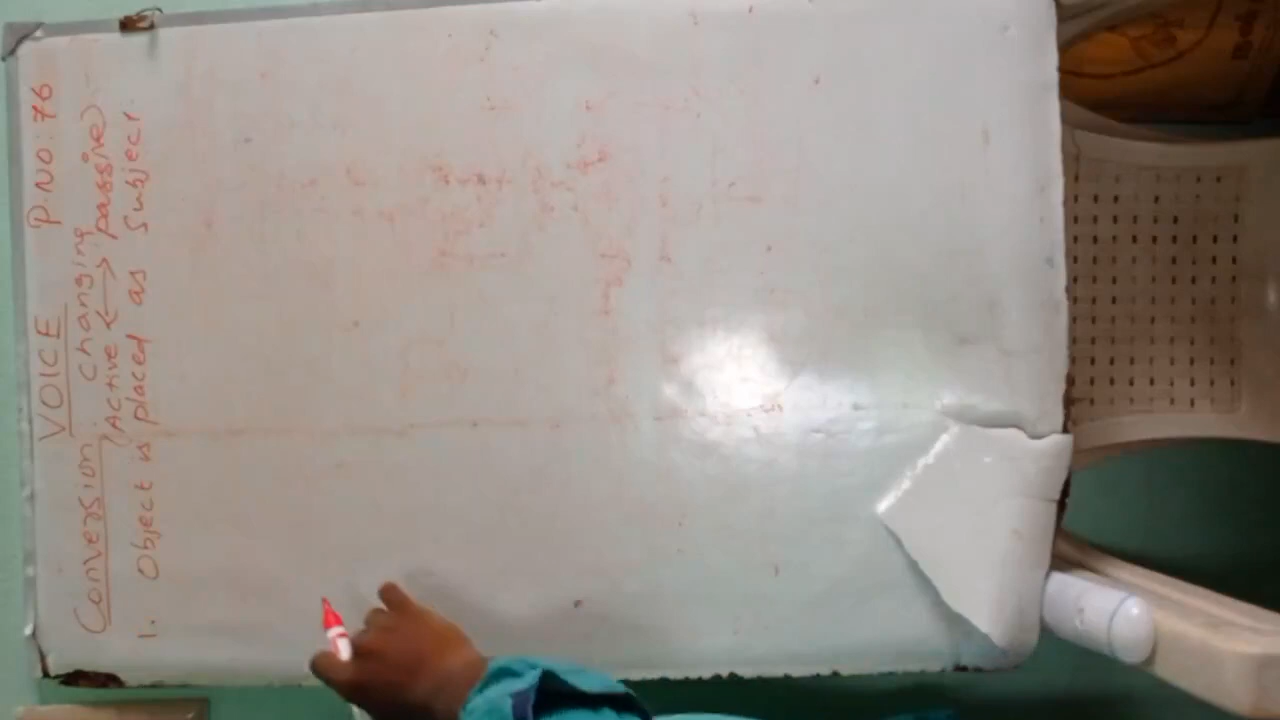 VOICE P.NO:76
Conversion: changing
(Active ↔ passive)
1. Object is placed as subject.